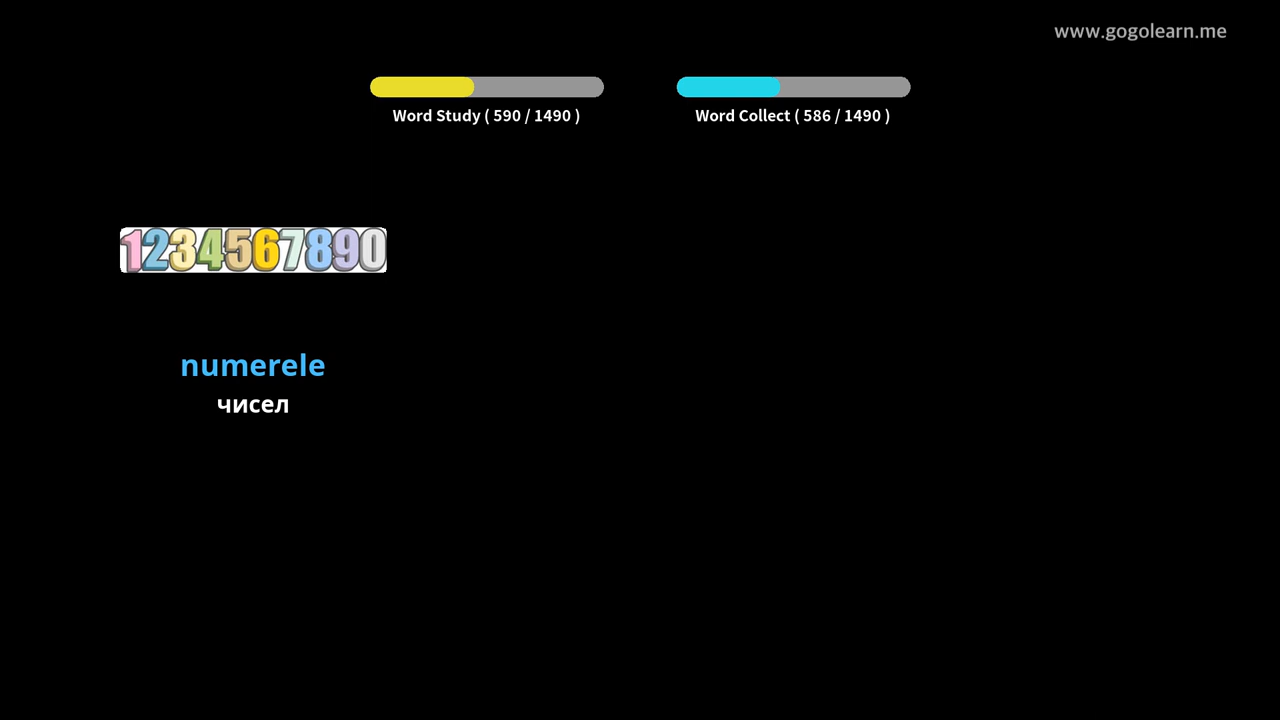 www.gogolearn.me
Word Study ( 590 / 1490 )
Word Collect ( 586 / 1490 )
1234567890
numerele
чисел